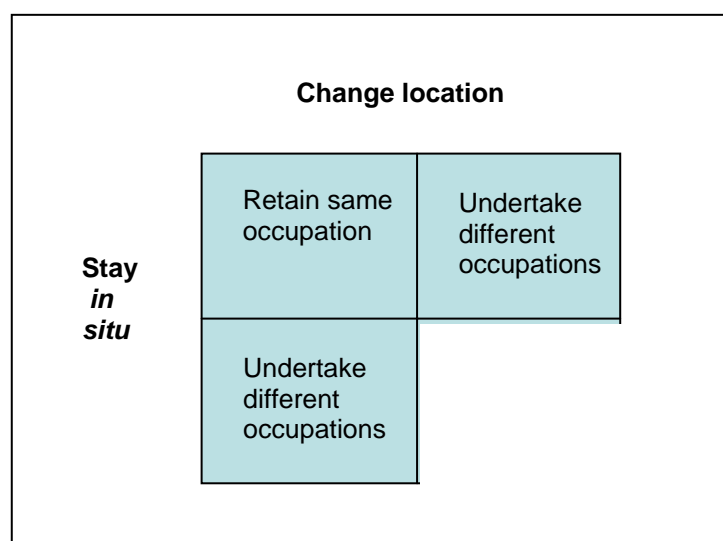 Change location
Retain same
occupation
Undertake
different
occupations
Stay
in
situ
Undertake
different
occupations